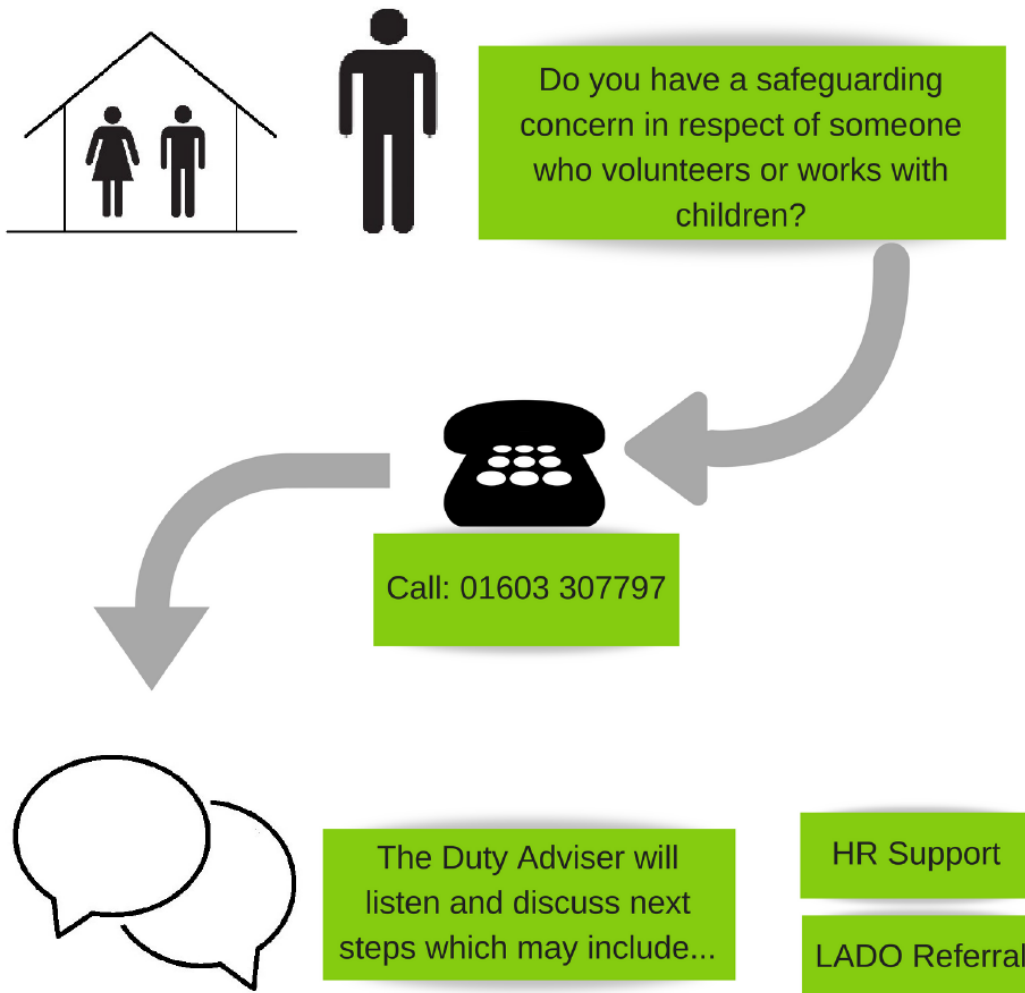 Do you have a safeguarding
concern in respect of someone
who volunteers or works with
children?
Call: 01603 307797
The Duty Adviser will
listen and discuss next
steps which may include...
HR Support
LADO Referral